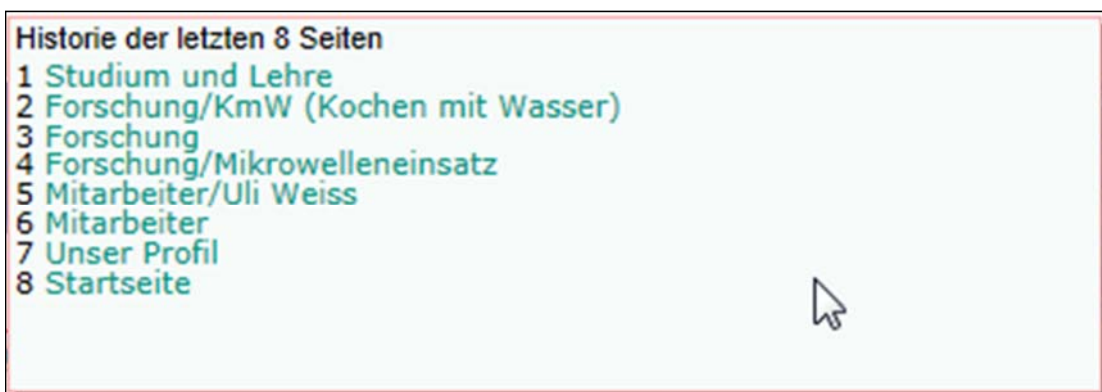 Historie der letzten 8 Seiten
1 Studium und Lehre
2 Forschung/KmW (Kochen mit Wasser)
3 Forschung
4 Forschung/Mikrowelleneinsatz
5 Mitarbeiter/Uli Weiss
6 Mitarbeiter
7 Unser Profil
8 Startseite